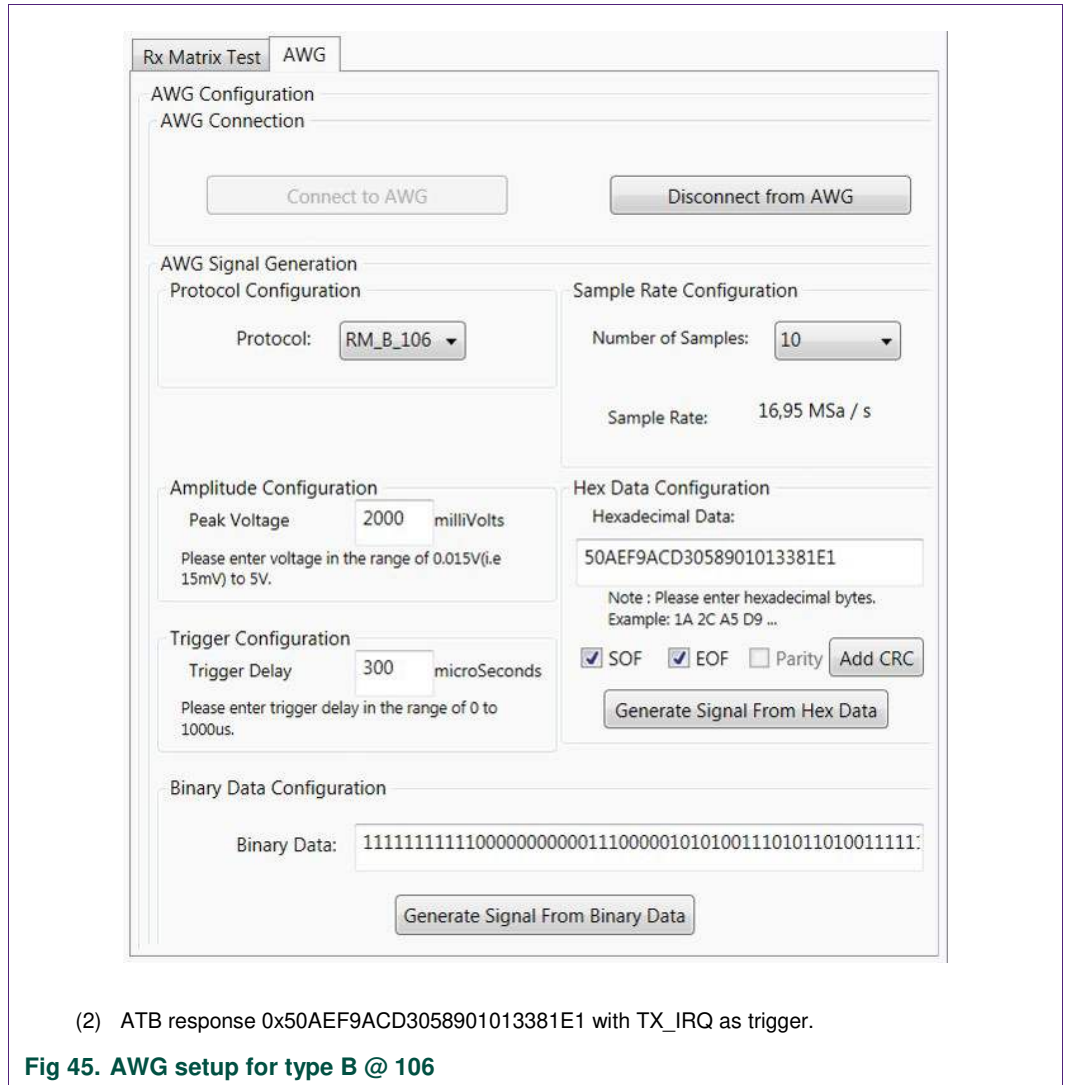 Rx Matrix Test AWG
AWG Configuration
AWG Connection
Connect to AWG
Disconnect from AWG
AWG Signal Generation
Protocol Configuration
Protocol: RM_B_106
Sample Rate Configuration
Number of Samples: 10
Sample Rate: 16,95 MSa / s
Amplitude Configuration
Peak Voltage 2000 milliVolts
Please enter voltage in the range of 0.015V(i.e
15mV) to 5V.
Hex Data Configuration
Hexadecimal Data:
50AEF9ACD3058901013381E1
Note : Please enter hexadecimal bytes.
Example: 1A 2C A5 D9 ...
SOF EOF Parity Add CRC
Generate Signal From Hex Data
Trigger Configuration
Trigger Delay 300 microSeconds
Please enter trigger delay in the range of 0 to
1000us.
Binary Data Configuration
Binary Data:
Generate Signal From Binary Data
(2) ATB response 0x50AEF9ACD3058901013381E1 with TX_IRQ as trigger.
Fig 45. AWG setup for type B @ 106